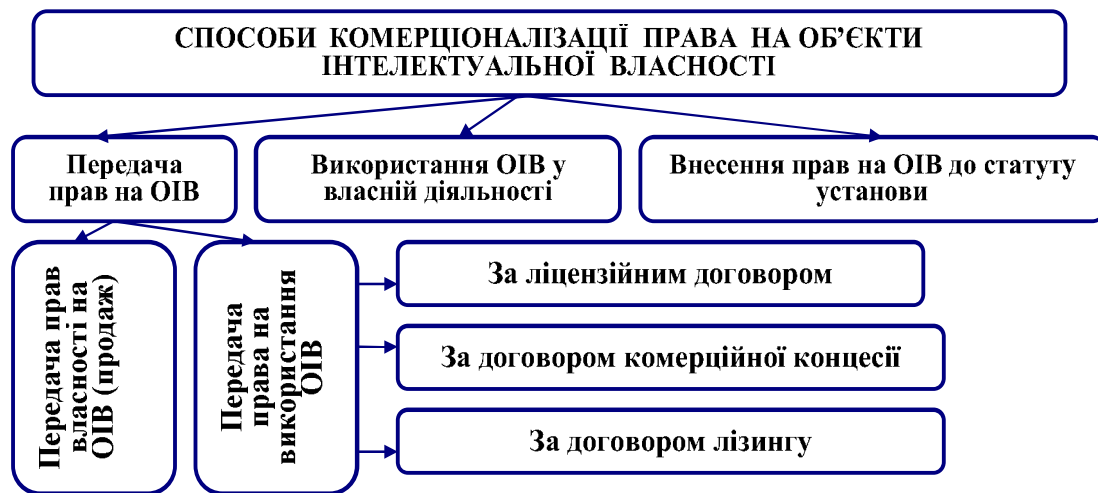 СПОСОБИ КОМЕРЦІОНАЛІЗАЦІЇ ПРАВА НА ОБ’ЄКТИ
ІНТЕЛЕКТУАЛЬНОЇ ВЛАСНОСТІ
Передача
прав на ОІВ
Використання ОІВ у
власній діяльності
Внесення прав на ОІВ до статуту
установи
Передача прав
власності на
ОІВ (продаж)
Передача
права на
використання
ОІВ
За ліцензійним договором
За договором комерційної концесії
За договором лізингу